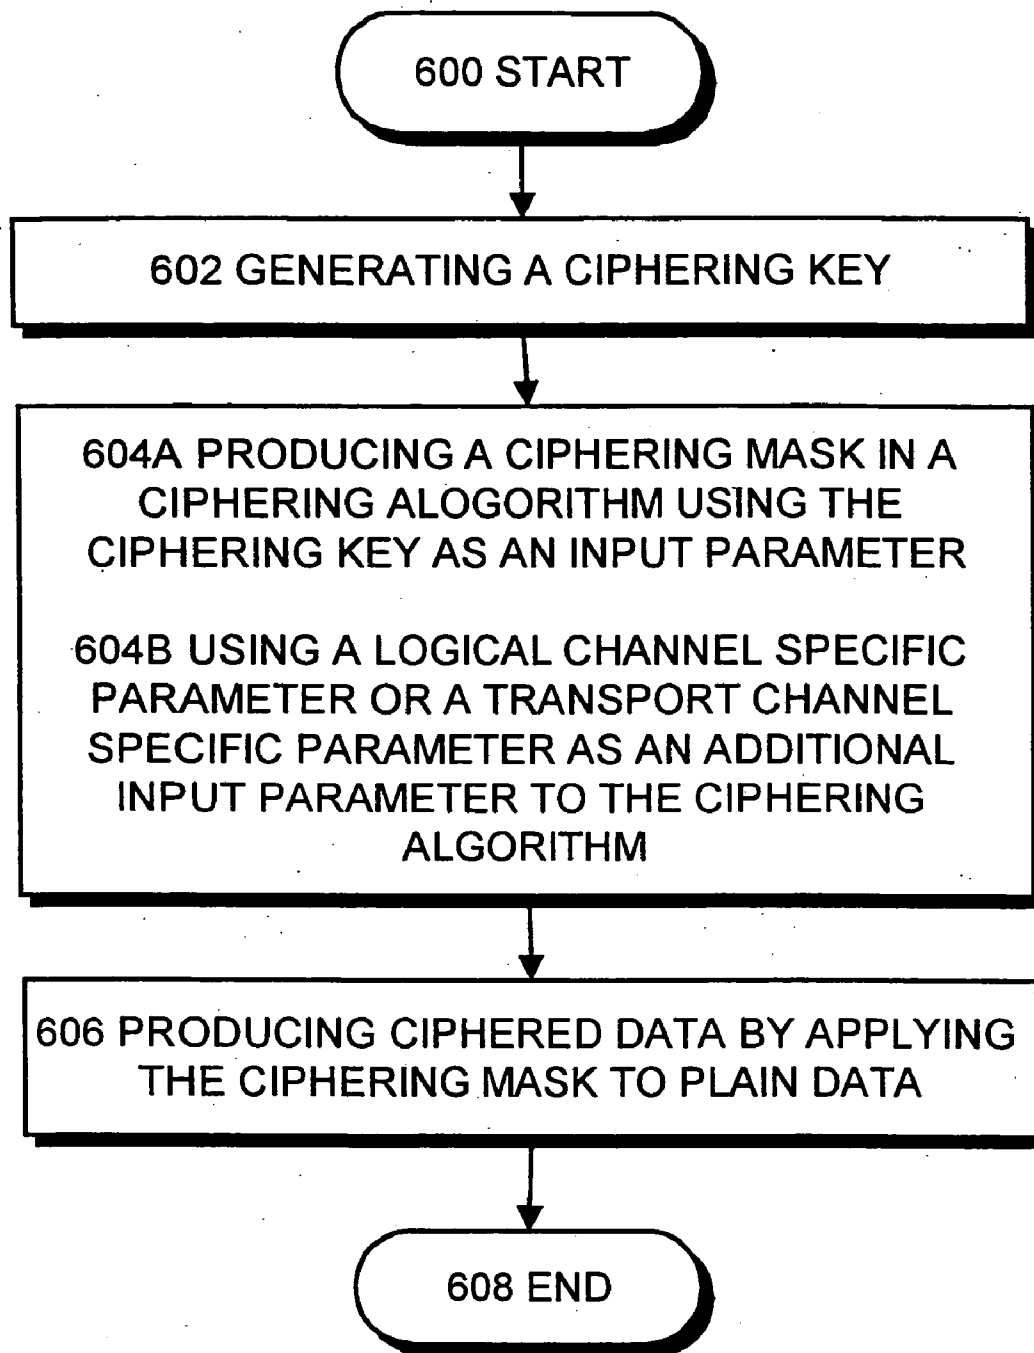 600 START
602 GENERATING A CIPHERING KEY
604A PRODUCING A CIPHERING MASK IN A
CIPHERING ALOGORITHM USING THE
CIPHERING KEY AS AN INPUT PARAMETER
604B USING A LOGICAL CHANNEL SPECIFIC
PARAMETER OR A TRANSPORT CHANNEL
SPECIFIC PARAMETER AS AN ADDITIONAL
INPUT PARAMETER TO THE CIPHERING
ALGORITHM
606 PRODUCING CIPHERED DATA BY APPLYING
THE CIPHERING MASK TO PLAIN DATA
608 END